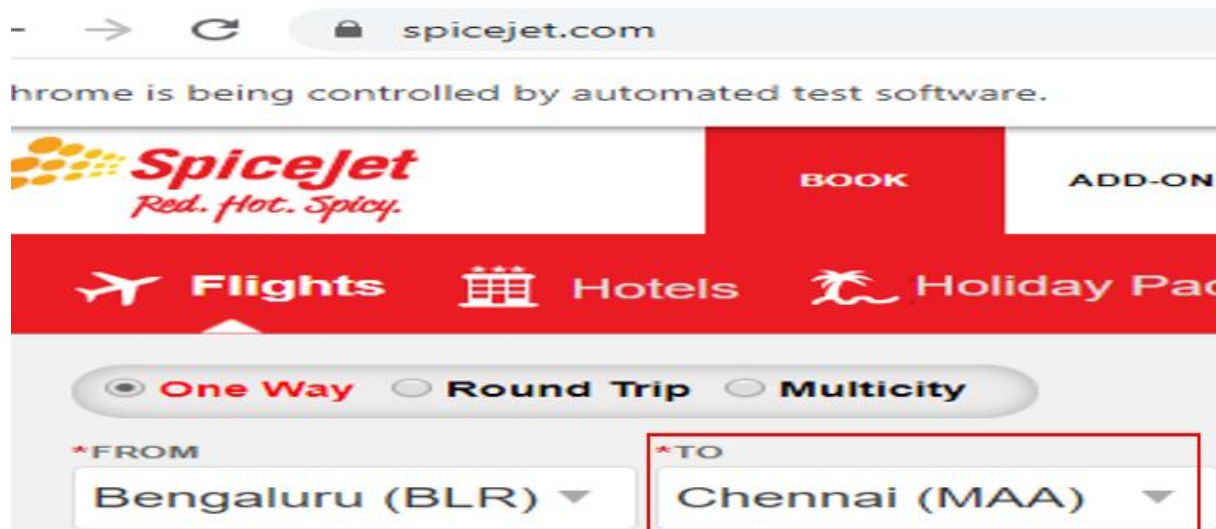 spicejet.com
hrome is being controlled by automated test software.
SpiceJet
Red. Hot. Spicy.
BOOK ADD-ON
Flights Hotels Holiday Pac
One Way Round Trip Multicity
*FROM *TO
Bengaluru (BLR) Chennai (MAA)